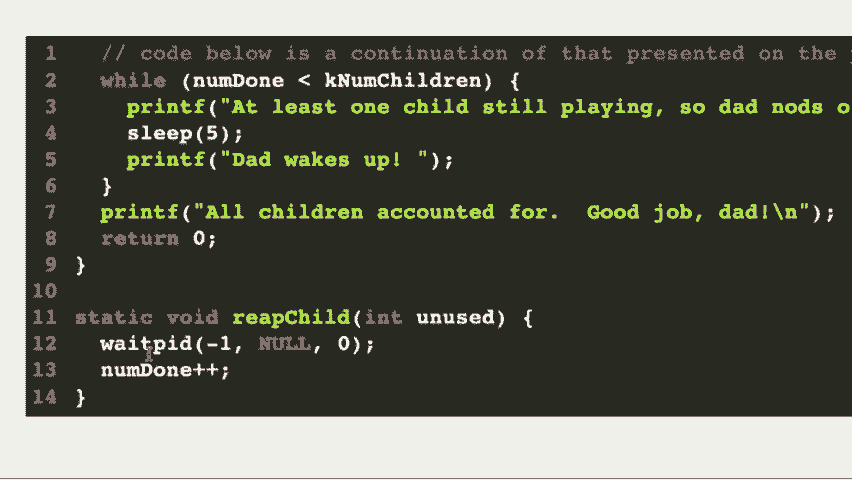 1 // code below is a continuation of that presented on the
2 while (numDone < kNumChildren) {
3 printf("At least one child still playing, so dad nods o
4 sleep(5);
5 printf("Dad wakes up! ");
6 }
7 printf("All children accounted for.  Good job, dad!\n");
8 return 0;
9 }
10
11 static void reapChild(int unused) {
12 waitpid(-1, NULL, 0);
13 numDone++;
14 }